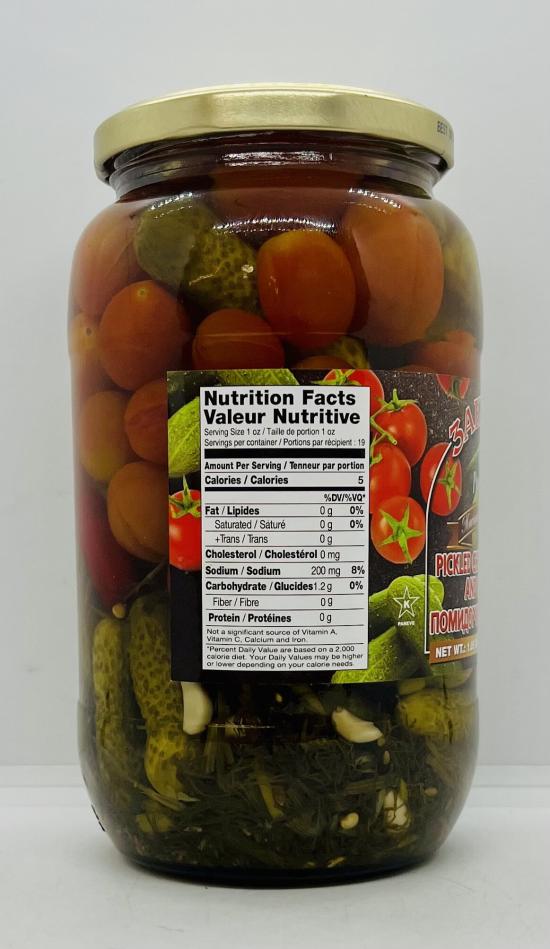 BEST
Nutrition Facts
Valeur Nutritive
Serving Size 1 oz / Taille de portion 1 oz
Servings per container / Portions par récipient : 19
Amount Per Serving / Tenneur par portion
Calories / Calories 5
%DV/%VQ*
Fat / Lipides 0 g 0%
Saturated / Saturé 0 g 0%
+Trans / Trans 0 g
Cholesterol / Cholestérol 0 mg
Sodium / Sodium 200 mg 8%
Carbohydrate / Glucides 1.2 g 0%
Fiber / Fibre 0 g
Protein / Protéines 0 g
Not a significant source of Vitamin A,
Vitamin C, Calcium and Iron.
*Percent Daily Value are based on a 2,000
calorie diet. Your Daily Values may be higher
or lower depending on your calorie needs.
K
PAREVE
PICKLED
NET WT.: